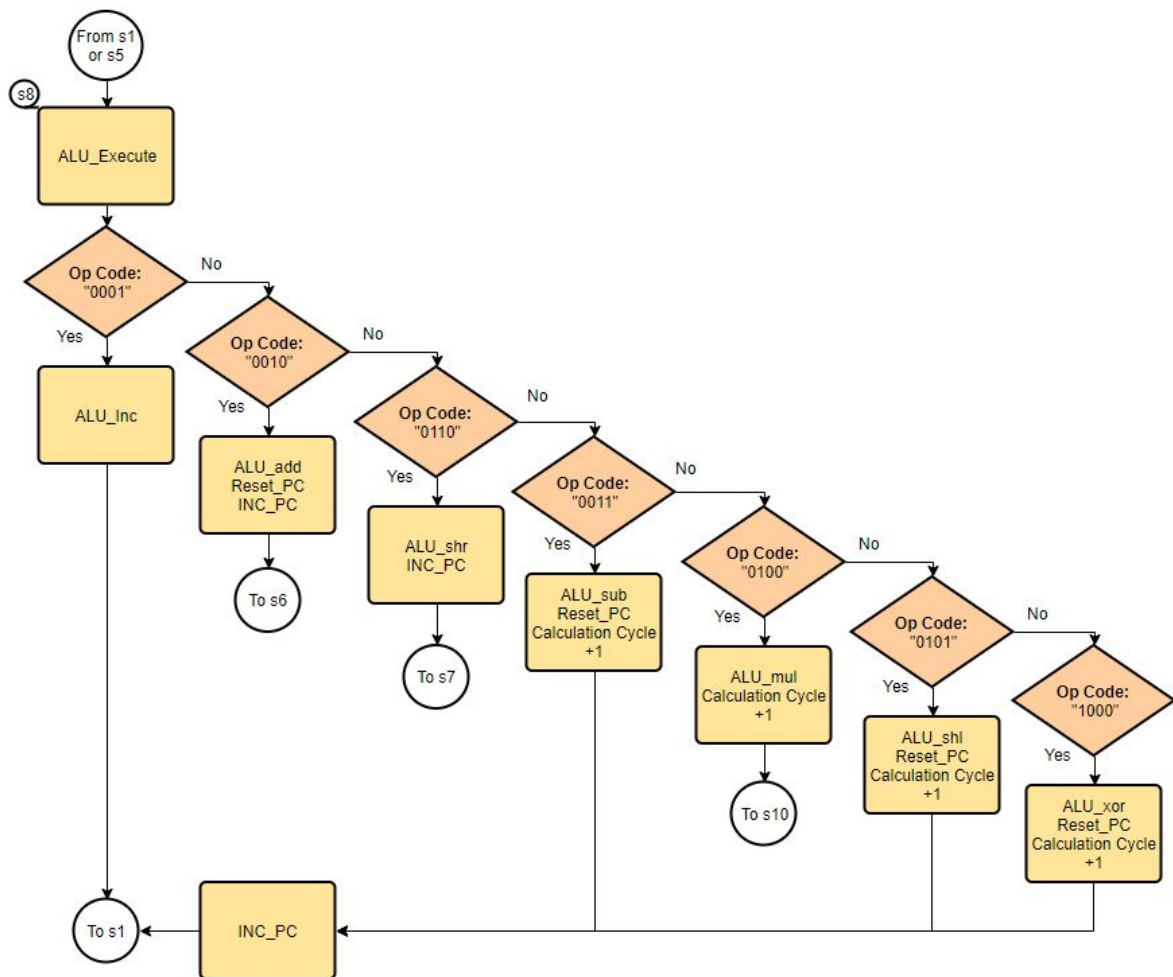 From s1
or s5
s8
ALU_Execute
Op Code:
"0001"
No
Yes
ALU_Inc
Op Code:
"0010"
No
Yes
ALU_add
Reset_PC
INC_PC
To s6
Op Code:
"0110"
No
Yes
ALU_shr
INC_PC
To s7
Op Code:
"0011"
No
Yes
ALU_sub
Reset_PC
Calculation Cycle
+1
Op Code:
"0100"
No
Yes
ALU_mul
Calculation Cycle
+1
To s10
Op Code:
"0101"
No
Yes
ALU_shl
Reset_PC
Calculation Cycle
+1
Op Code:
"1000"
Yes
ALU_xor
Reset_PC
Calculation Cycle
+1
To s1
INC_PC